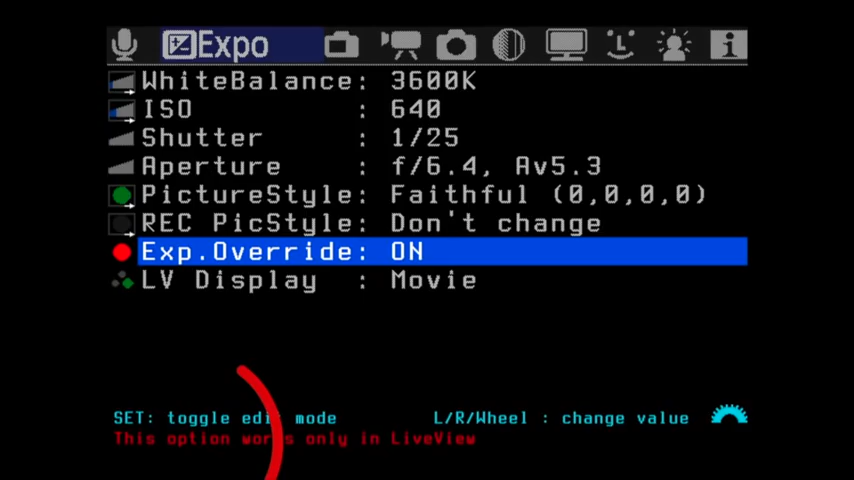 Expo
WhiteBalance: 3600K
ISO : 640
Shutter : 1/25
Aperture : f/6.4, Av5.3
PictureStyle: Faithful (0,0,0,0)
REC PicStyle: Don't change
Exp.Override: ON
LV Display : Movie
SET: toggle edit mode L/R/Wheel : change value
This option works only in LiveView